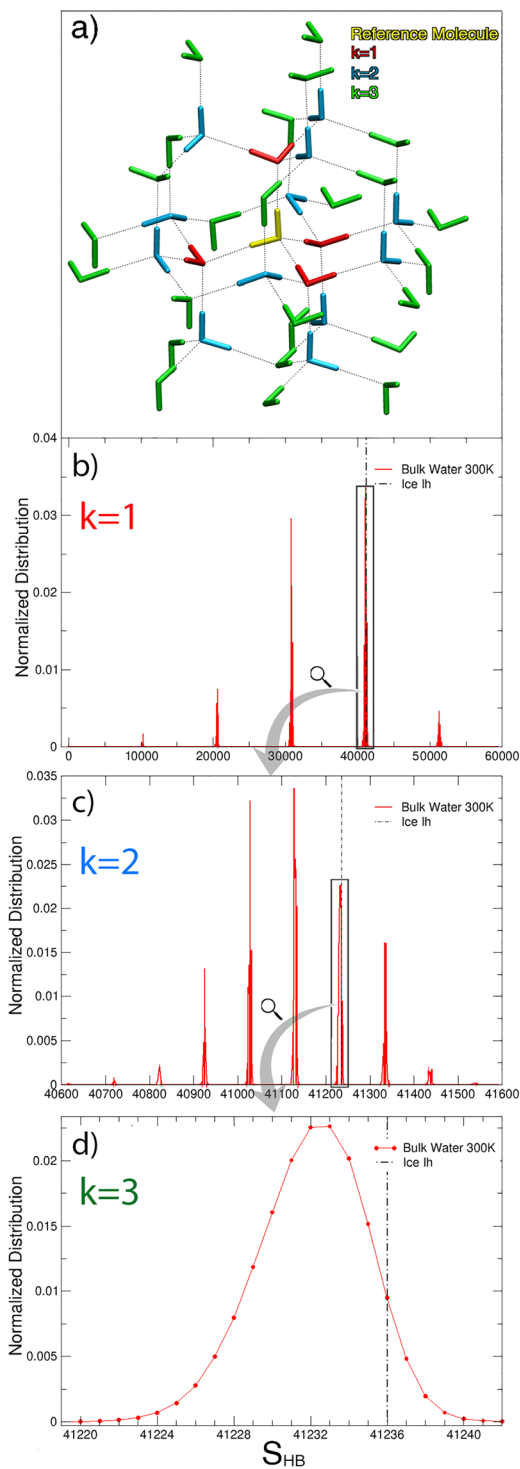 a)
Reference Molecule
k=1
k=2
k=3
b)
k=1
Bulk Water 300K
Ice Ih
Normalized Distribution
0.04
0.03
0.02
0.01
0
0 10000 20000 30000 40000 50000 60000
c)
k=2
Bulk Water 300K
Ice Ih
Normalized Distribution
0.035
0.03
0.025
0.02
0.015
0.01
0.005
0
40600 40700 40800 40900 41000 41100 41200 41300 41400 41500 41600
d)
k=3
Bulk Water 300K
Ice Ih
Normalized Distribution
0.02
0.015
0.01
0.005
0
41220 41224 41228 41232 41236 41240
SHB